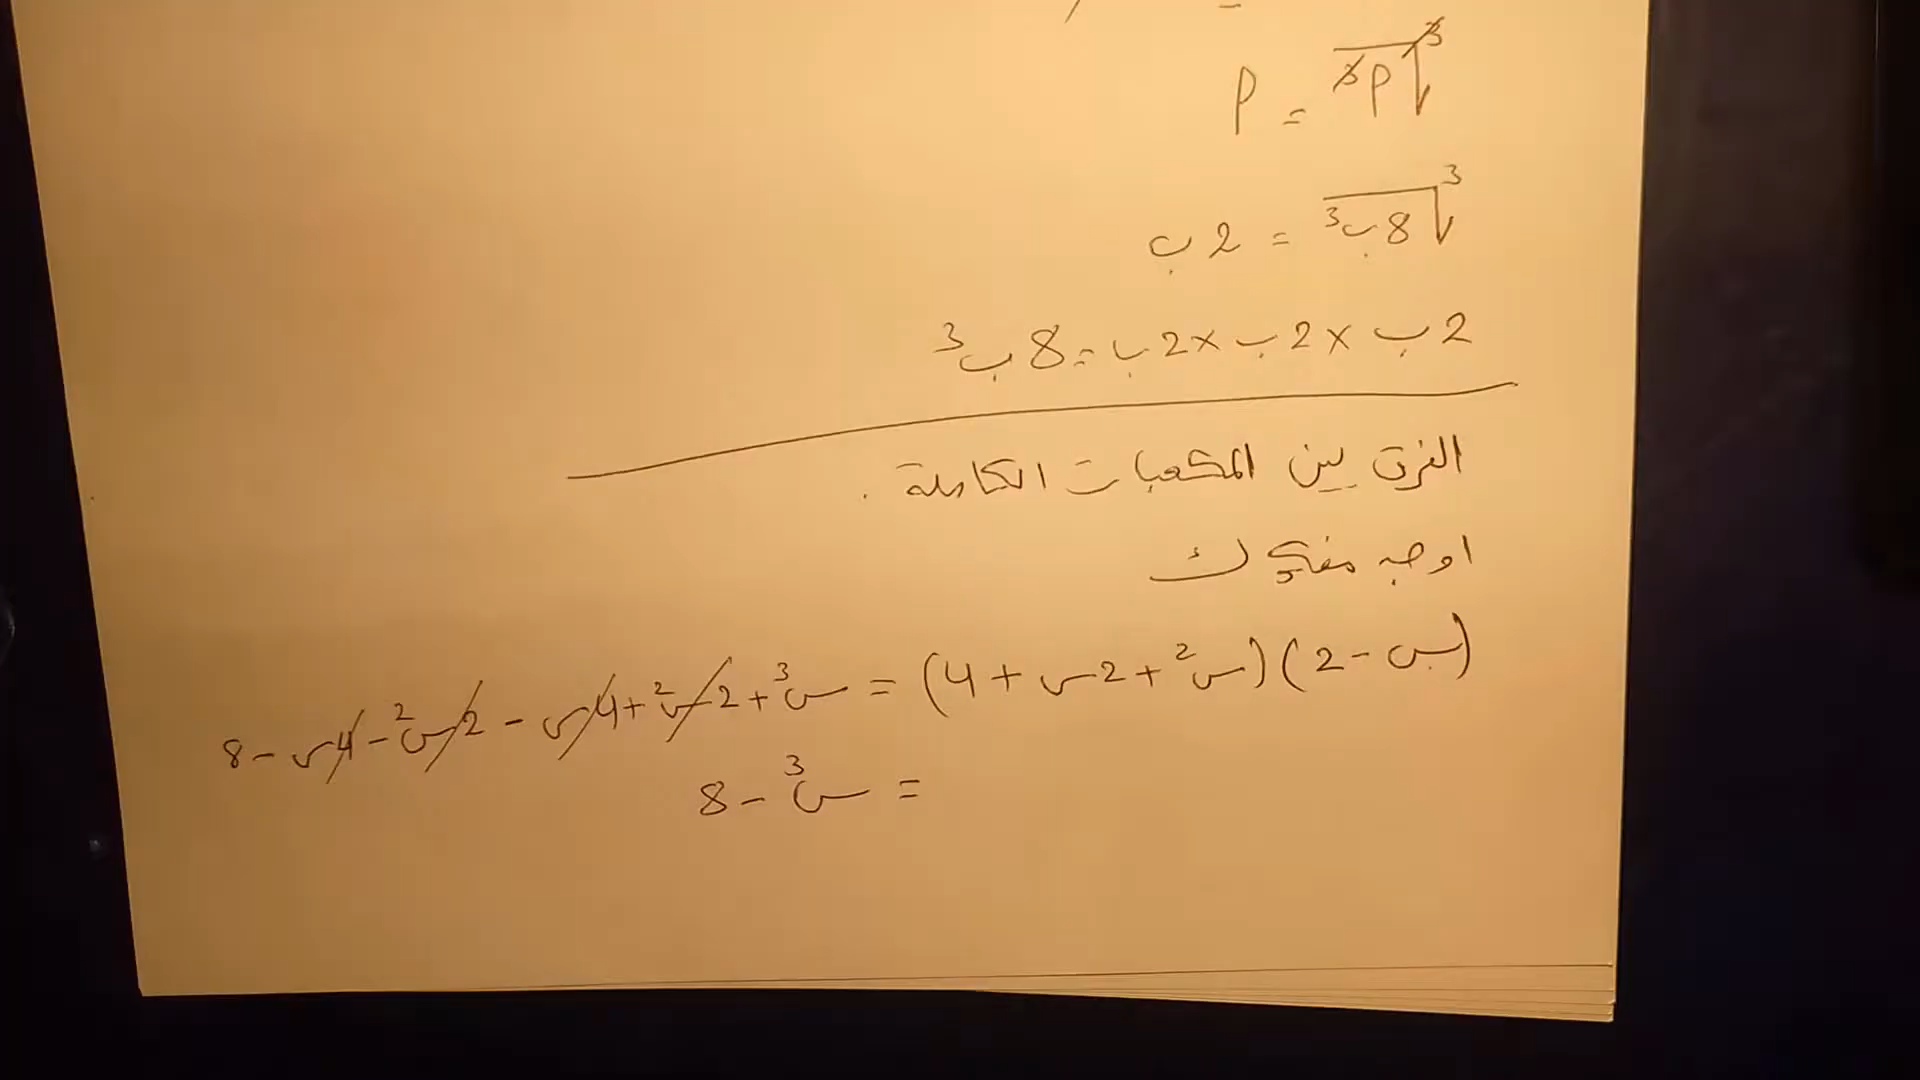 ∛(م³) = م
∛(8ب³) = 2ب
2ب × 2ب × 2ب = 8ب³
الفرق بين المكعبات الكاملة .
اوجد مفكوك
(س - 2)(س² + 2س + 4) = س³ + 2س² + 4س - 2س² - 4س - 8
= س³ - 8